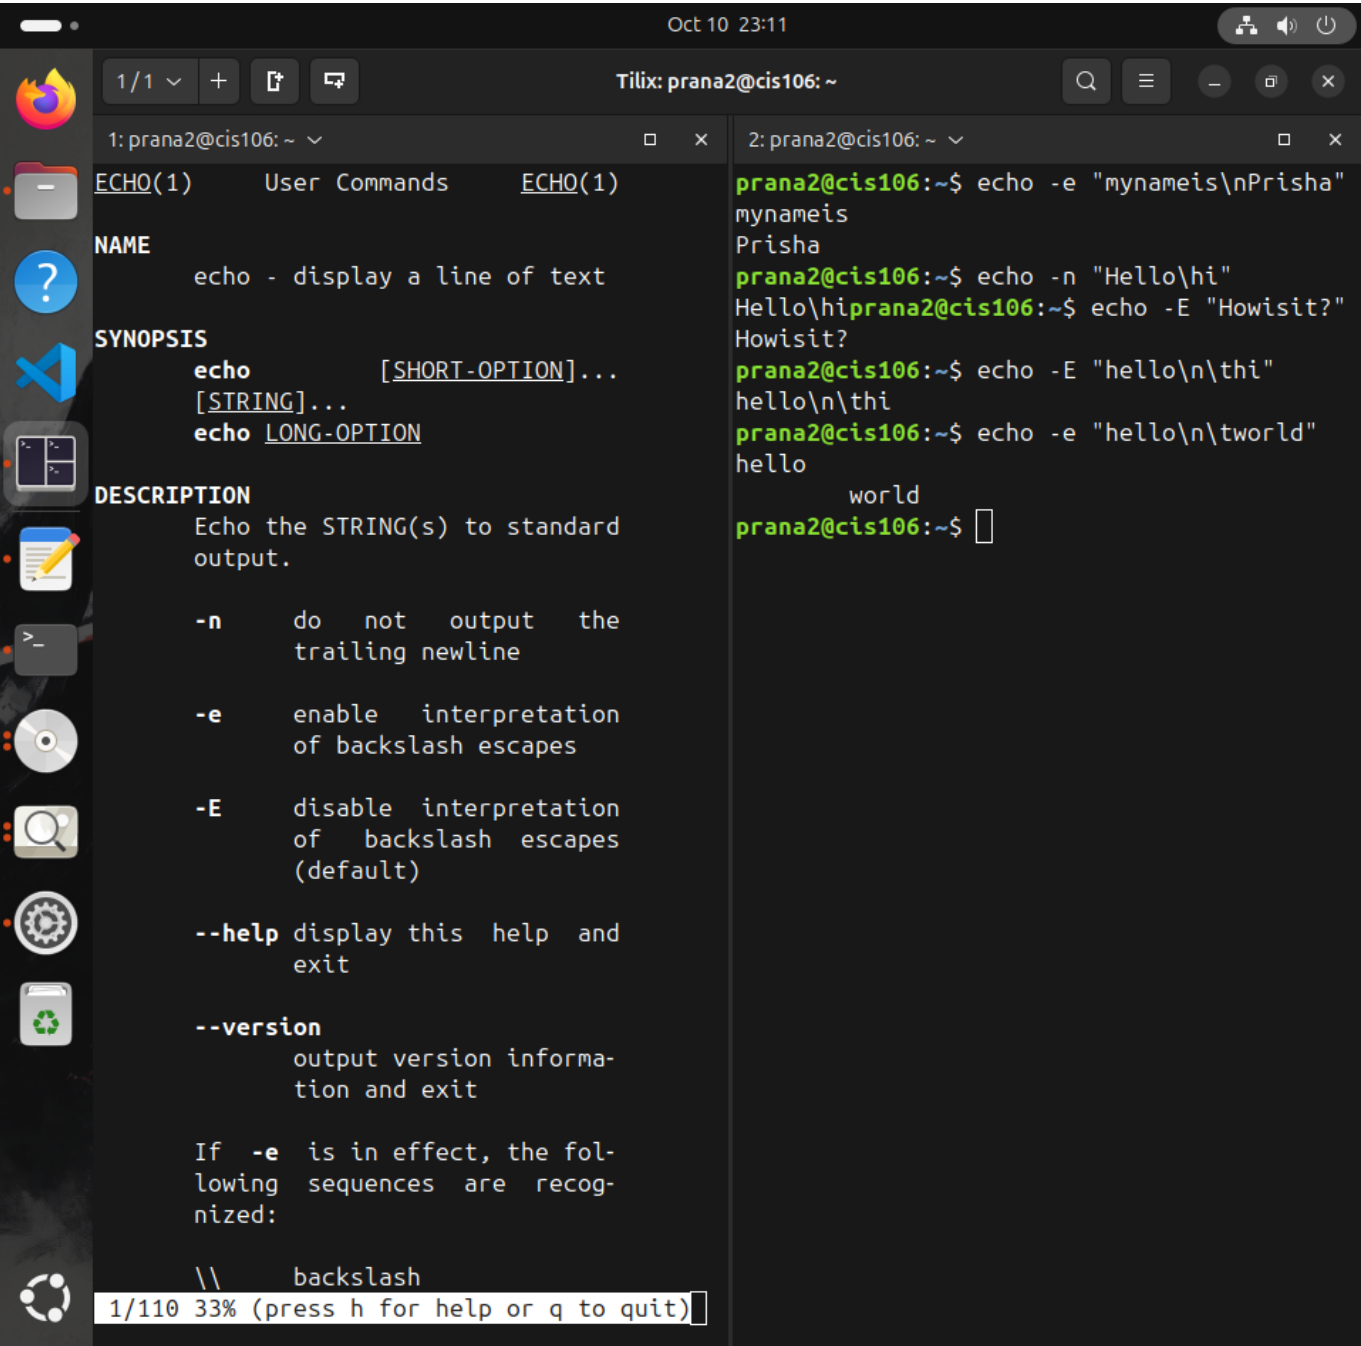 Oct 10 23:11
1/1
Tilix: prana2@cis106: ~
1: prana2@cis106: ~
ECHO(1) User Commands ECHO(1)
NAME
echo - display a line of text
SYNOPSIS
echo [SHORT-OPTION]...
[STRING]...
echo LONG-OPTION
DESCRIPTION
Echo the STRING(s) to standard
output.
-n do not output the
trailing newline
-e enable interpretation
of backslash escapes
-E disable interpretation
of backslash escapes
(default)
--help display this help and
exit
--version
output version informa-
tion and exit
If -e is in effect, the fol-
lowing sequences are recog-
nized:
\\ backslash
1/110 33% (press h for help or q to quit)
2: prana2@cis106: ~
prana2@cis106:~$ echo -e "mynameis\nPrisha"
mynameis
Prisha
prana2@cis106:~$ echo -n "Hello\hi"
Hello\hiprana2@cis106:~$ echo -E "Howisit?"
Howisit?
prana2@cis106:~$ echo -E "hello\n\thi"
hello\n\thi
prana2@cis106:~$ echo -e "hello\n\tworld"
hello
world
prana2@cis106:~$